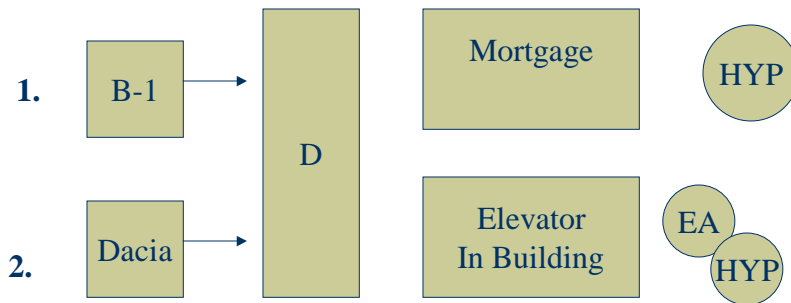 1.
B-1
D
Mortgage
HYP
2.
Dacia
Elevator
In Building
EA
HYP